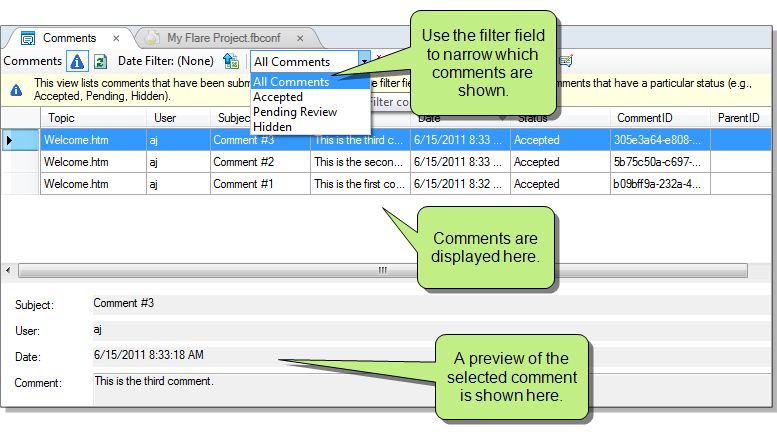 Comments
My Flare Project.fbconf
Comments Date Filter: (None) All Comments
All Comments
Accepted
Pending Review
Hidden
Use the filter field
to narrow which
comments are
shown.
This view lists comments that have been subm e filter fiel omments that have a particular status (e.g.,
Accepted, Pending, Hidden). Filter co
Topic User Subje Date Status CommentID ParentID
Welcome.htm aj Comment #3 This is the third c... 6/15/2011 8:33 ... Accepted 305e3a64-e808-...
Welcome.htm aj Comment #2 This is the secon... 6/15/2011 8:33 ... Accepted 5b75c50a-c697-...
Welcome.htm aj Comment #1 This is the first co... 6/15/2011 8:32 ... Accepted b09bff9a-232a-4...
Comments are
displayed here.
Subject: Comment #3
User: aj
Date: 6/15/2011 8:33:18 AM
Comment: This is the third comment.
A preview of the
selected comment
is shown here.